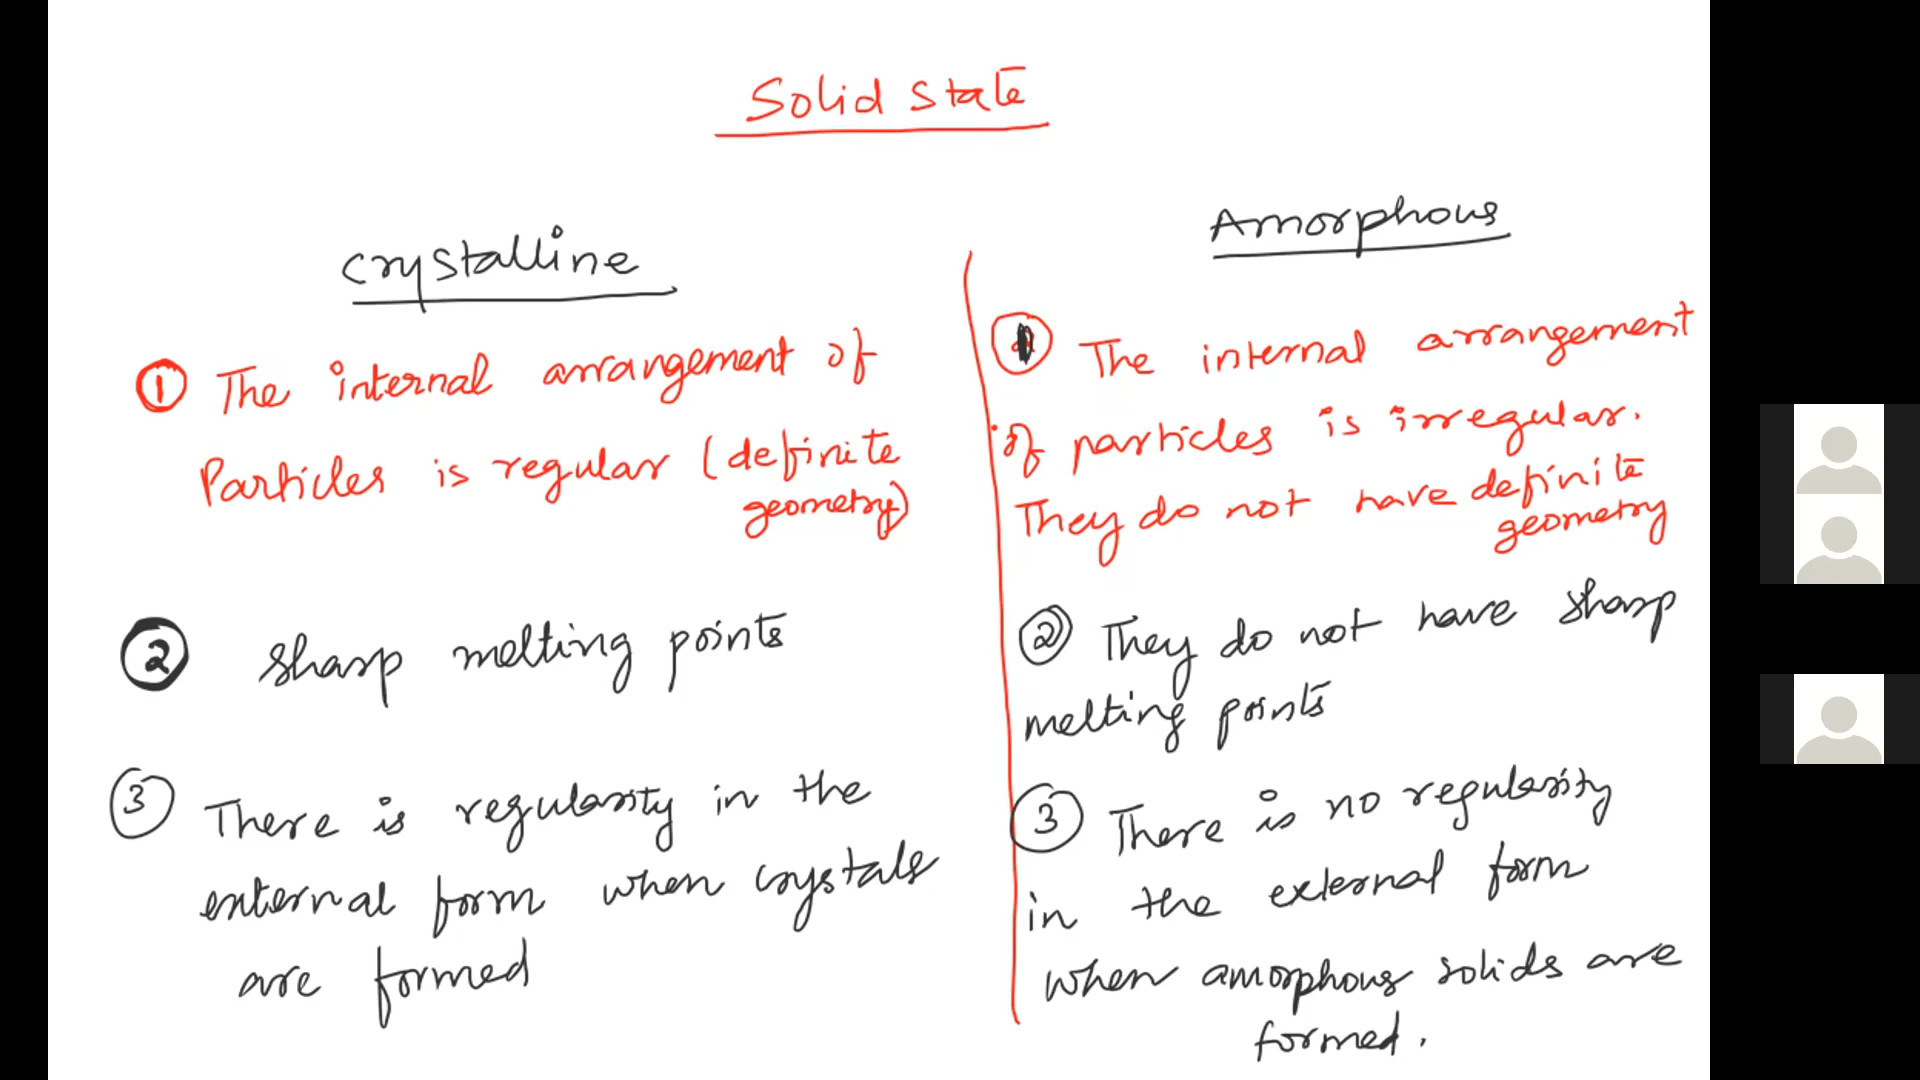 Solid state
Crystalline
① The internal arrangement of
Particles is regular (definite
geometry)
② Sharp melting points
③ There is regularity in the
external form when crystals
are formed
Amorphous
① The internal arrangement
of particles is irregular.
They do not have definite
geometry
② They do not have sharp
melting points
③ There is no regularity
in the external form
when amorphous solids are
formed.